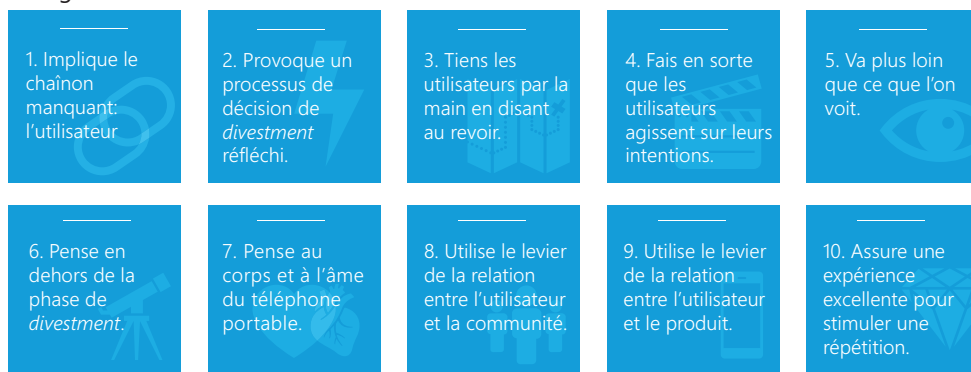 1. Implique le
chaînon
manquant:
l'utilisateur
2. Provoque un
processus de
décision de
divestment
réfléchi.
3. Tiens les
utilisateurs par la
main en disant
au revoir.
4. Fais en sorte
que les
utilisateurs
agissent sur leurs
intentions.
5. Va plus loin
que ce que l'on
voit.
6. Pense en
dehors de la
phase de
divestment.
7. Pense au
corps et à l'âme
du téléphone
portable.
8. Utilise le levier
de la relation
entre l'utilisateur
et la communité.
9. Utilise le levier
de la relation
entre l'utilisateur
et le produit.
10. Assure une
expérience
excellente pour
stimuler une
répétition.